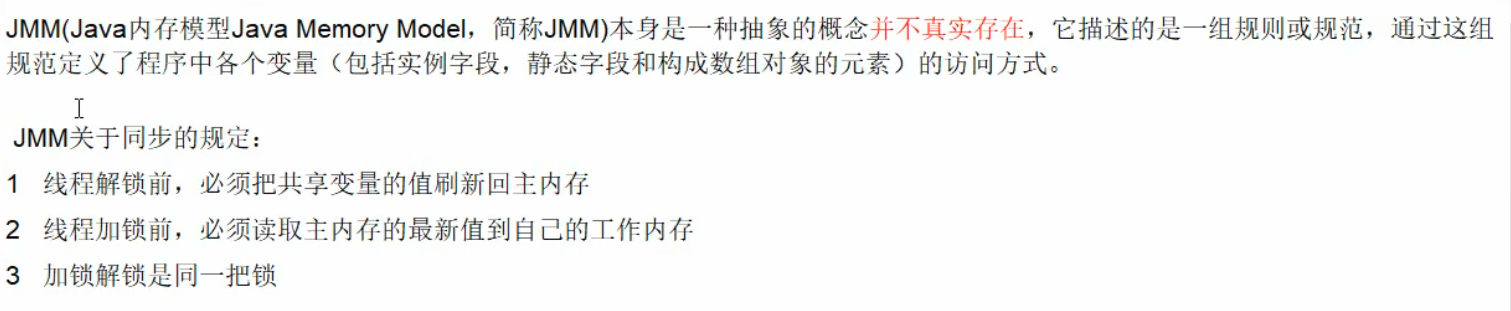 JMM(Java内存模型Java Memory Model，简称JMM)本身是一种抽象的概念并不真实存在，它描述的是一组规则或规范，通过这组
规范定义了程序中各个变量（包括实例字段，静态字段和构成数组对象的元素）的访问方式。
JMM关于同步的规定：
1 线程解锁前，必须把共享变量的值刷新回主内存
2 线程加锁前，必须读取主内存的最新值到自己的工作内存
3 加锁解锁是同一把锁